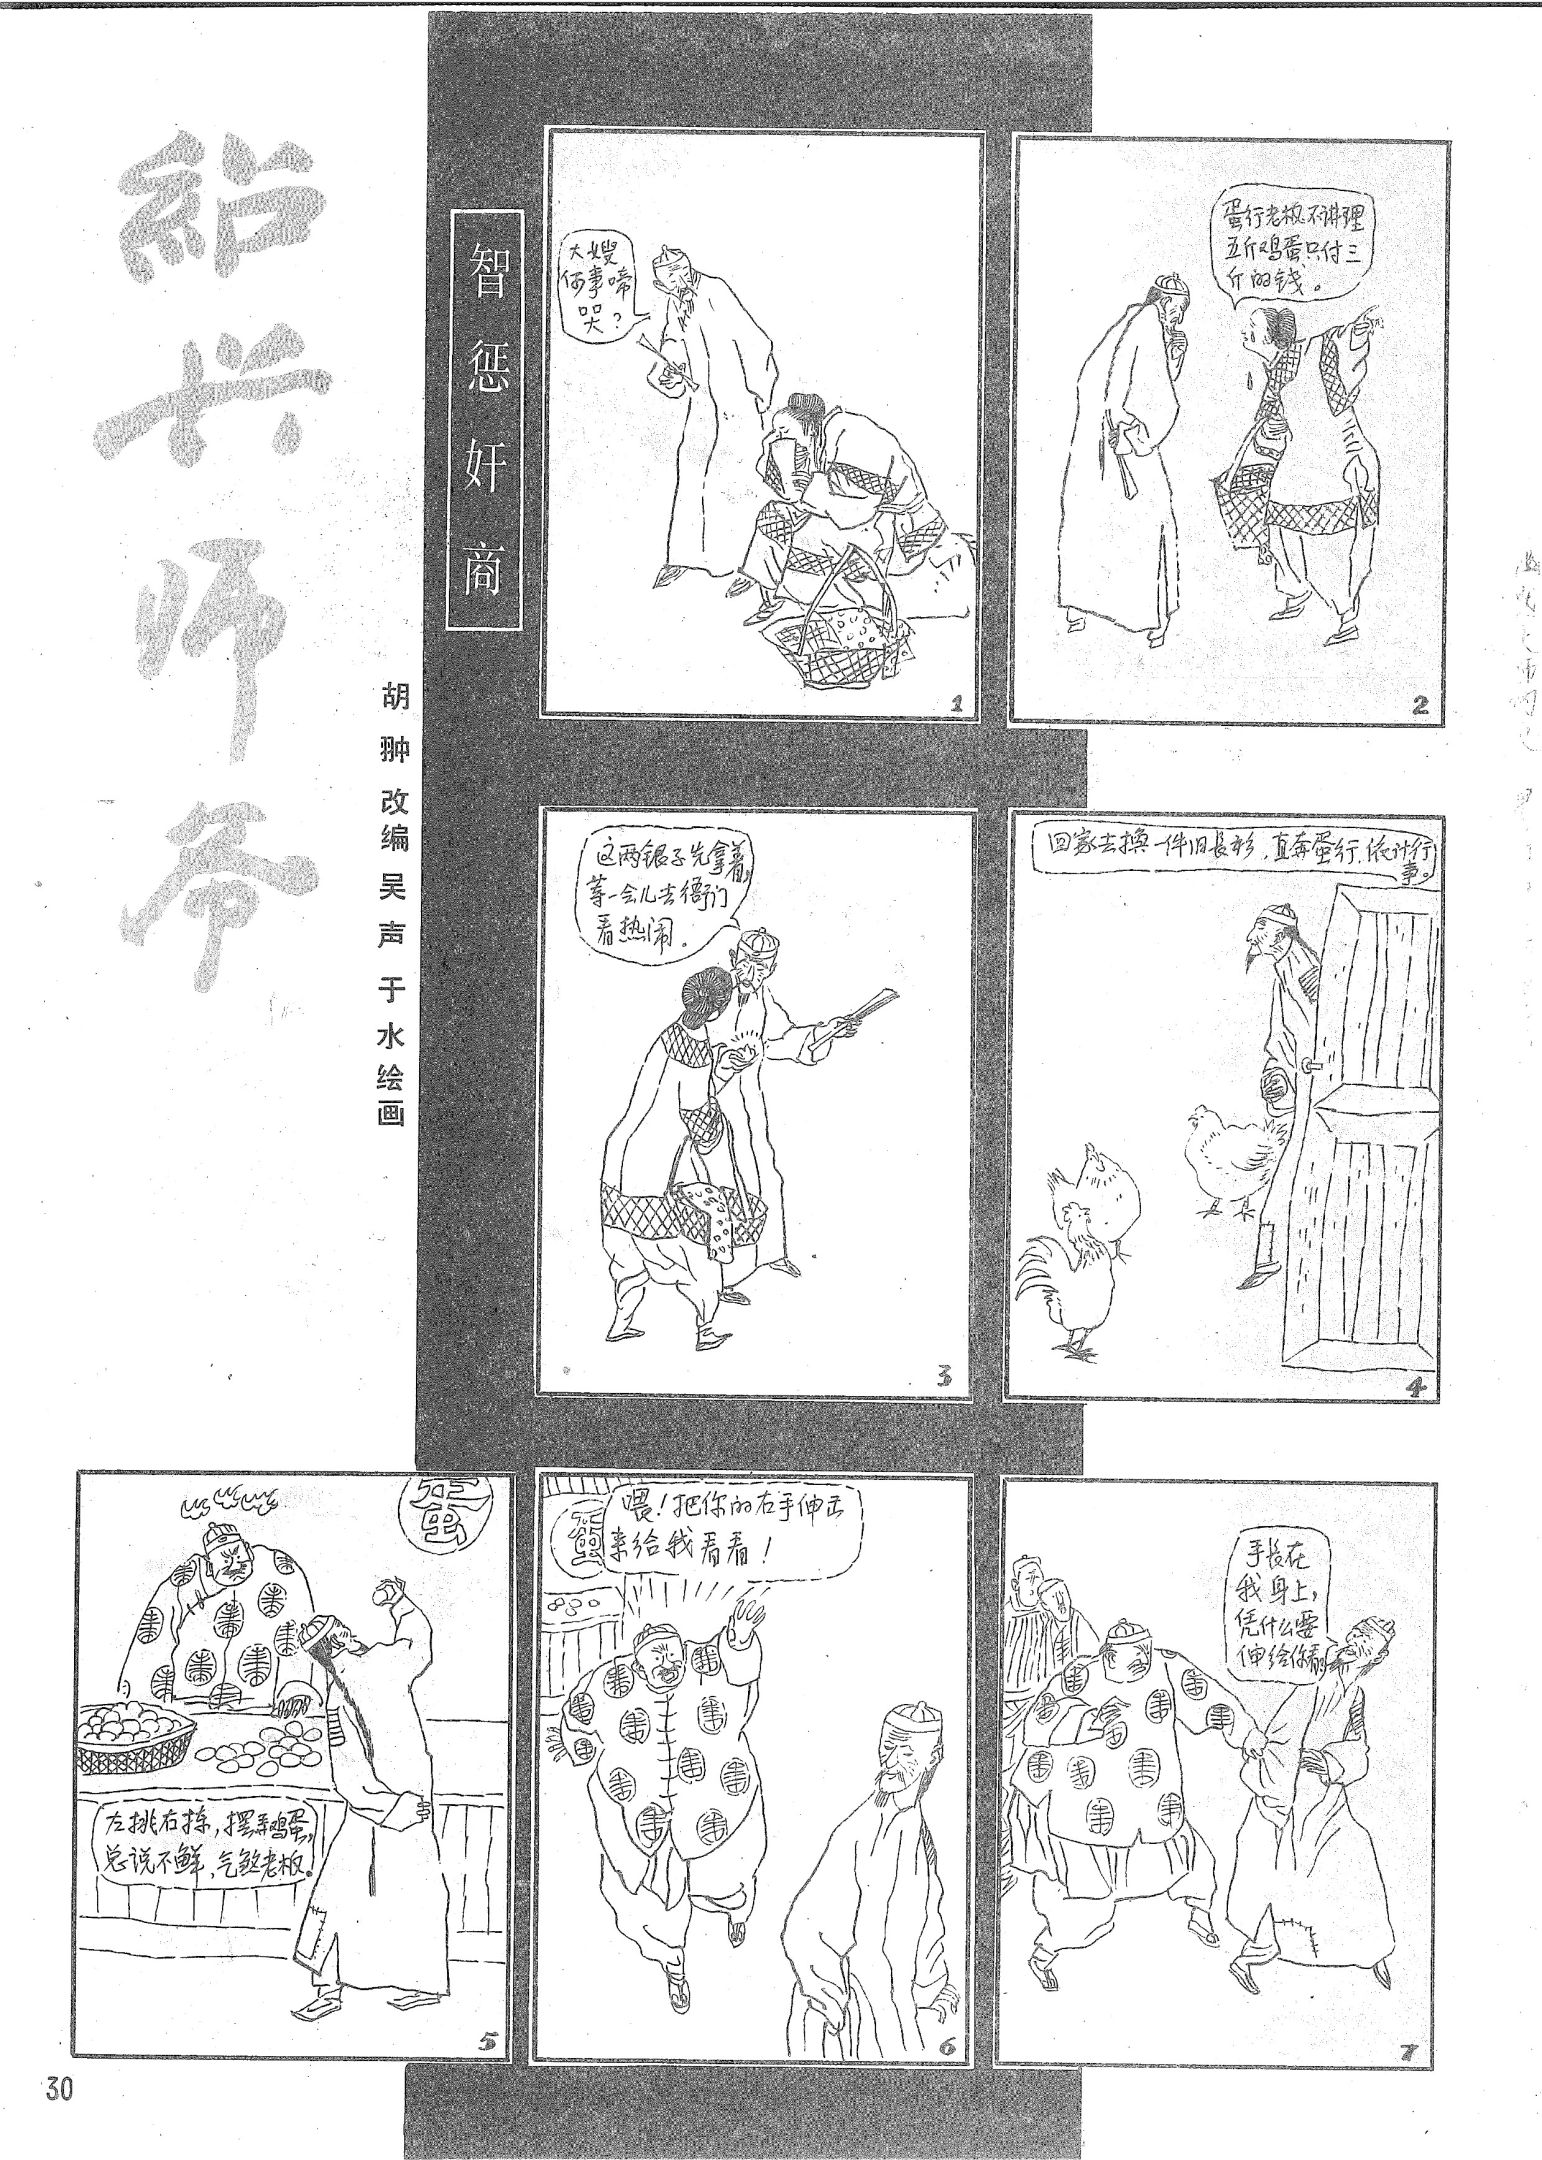 紹兴师爷
智惩奸商
胡翀改编吴声于水绘画
大嫂
何事啼
哭？
1
蛋行老板不讲理
五斤鸡蛋只付三
斤的钱。
2
这两银子先拿着，
等一会儿去衙门
看热闹。
3
回家去换一件旧長衫，直奔蛋行，依计行
事。
4
蛋
左挑右拣，摆弄鸡蛋，
总说不鲜，气煞老板。
5
蛋
喂！把你的右手伸出
来给我看看！
6
手长在
我身上，
凭什么要
伸给你看。
7
30